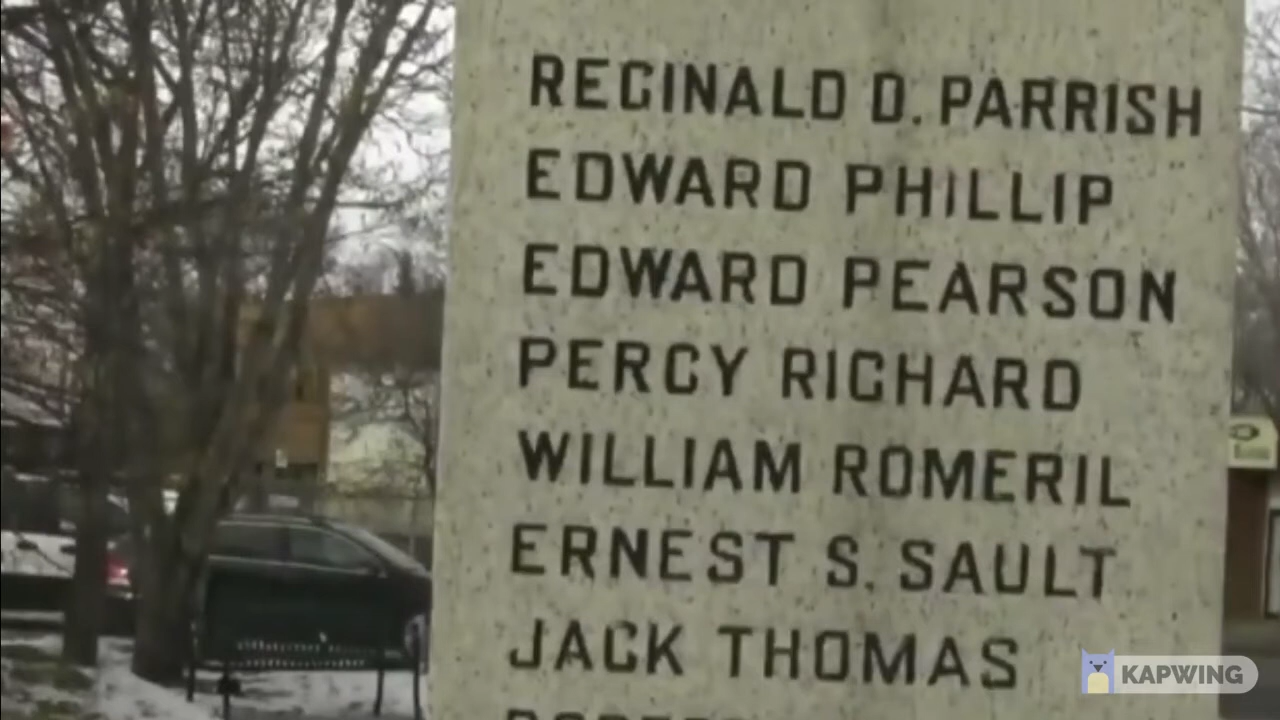 REGINALD D. PARRISH
EDWARD PHILLIP
EDWARD PEARSON
PERCY RICHARD
WILLIAM ROMERIL
ERNEST S. SAULT
JACK THOMAS
KAPWING